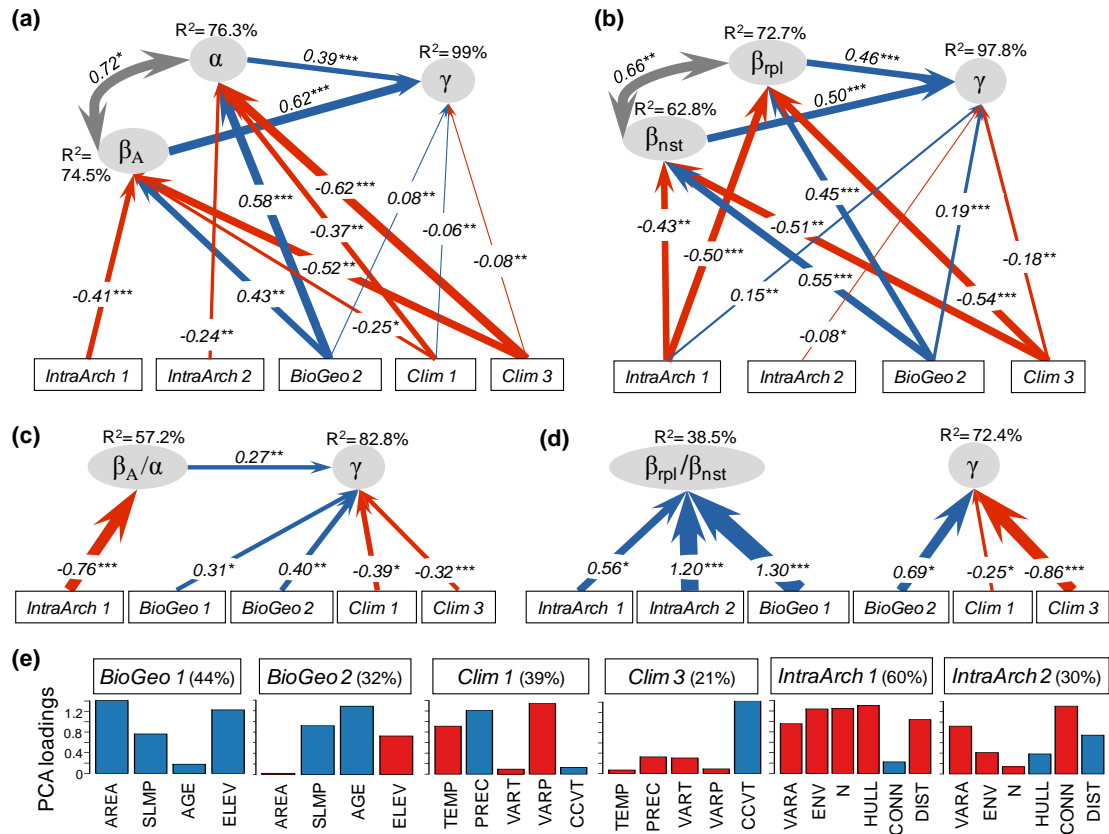 (a)
R²= 76.3%
α
0.39***
R²= 99%
γ
0.72*
0.62***
R²=
74.5%
β_A
-0.62***
0.58***
0.08**
-0.37**
-0.06**
-0.52**
-0.08**
-0.41***
0.43**
-0.25*
-0.24**
IntraArch 1
IntraArch 2
BioGeo 2
Clim 1
Clim 3
(b)
R²= 72.7%
β_rpl
0.46***
R²= 97.8%
γ
0.66**
R²= 62.8%
0.50***
β_nst
0.45***
-0.43**
0.19***
-0.51**
-0.50***
-0.18**
0.15**
0.55***
-0.54***
-0.08*
IntraArch 1
IntraArch 2
BioGeo 2
Clim 3
(c)
R²= 57.2%
β_A/α
0.27**
R²= 82.8%
γ
-0.76***
0.31*
0.40**
-0.39*
-0.32***
IntraArch 1
BioGeo 1
BioGeo 2
Clim 1
Clim 3
(d)
R²= 38.5%
β_rpl/β_nst
R²= 72.4%
γ
0.56*
1.20***
1.30***
0.69*
-0.25*
-0.86***
IntraArch 1
IntraArch 2
BioGeo 1
BioGeo 2
Clim 1
Clim 3
(e)
BioGeo 1 (44%)
BioGeo 2 (32%)
Clim 1 (39%)
Clim 3 (21%)
IntraArch 1 (60%)
IntraArch 2 (30%)
PCA loadings
1.2
0.8
0.4
0
AREA
SLMP
AGE
ELEV
AREA
SLMP
AGE
ELEV
TEMP
PREC
VART
VARP
CCVT
TEMP
PREC
VART
VARP
CCVT
VARA
ENV
N
HULL
CONN
DIST
VARA
ENV
N
HULL
CONN
DIST